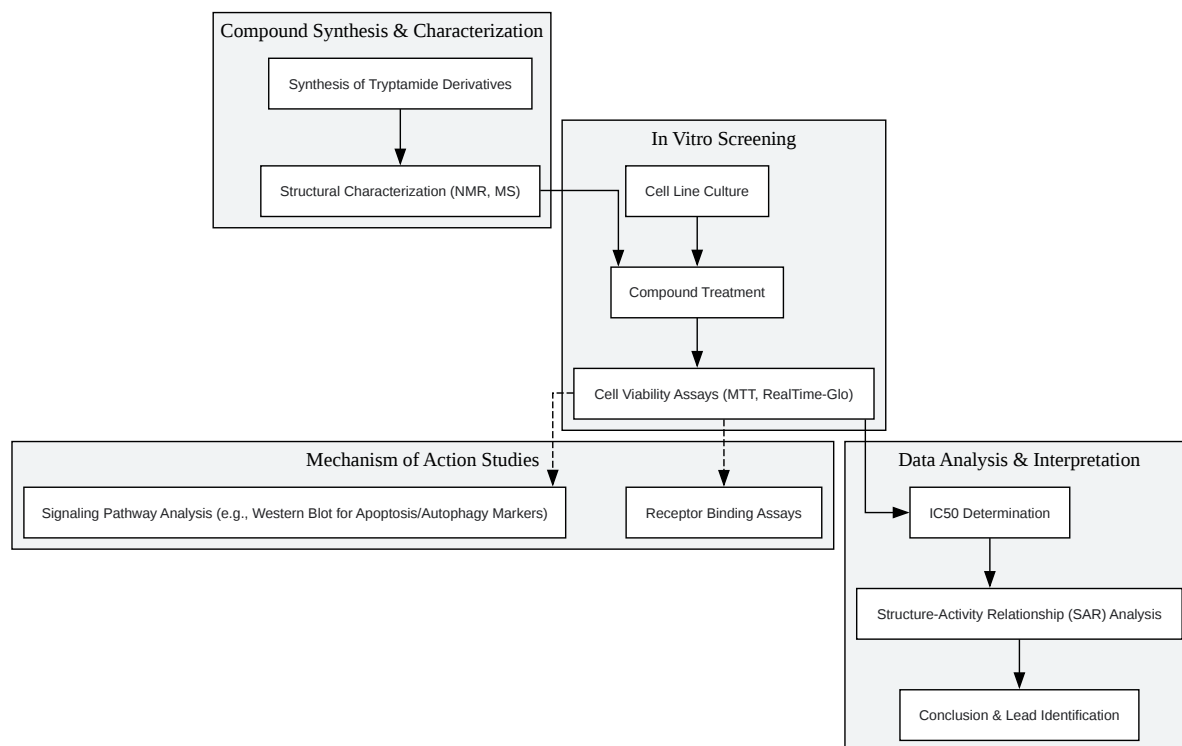 Compound Synthesis & Characterization
Synthesis of Tryptamide Derivatives
Structural Characterization (NMR, MS)
In Vitro Screening
Cell Line Culture
Compound Treatment
Cell Viability Assays (MTT, RealTime-Glo)
Mechanism of Action Studies
Signaling Pathway Analysis (e.g., Western Blot for Apoptosis/Autophagy Markers)
Receptor Binding Assays
Data Analysis & Interpretation
IC50 Determination
Structure-Activity Relationship (SAR) Analysis
Conclusion & Lead Identification